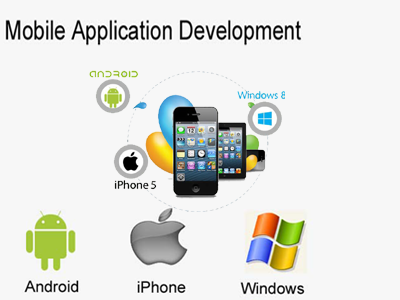 Mobile Application Development
ANDROID
Windows 8
iPhone 5
Android
iPhone
Windows